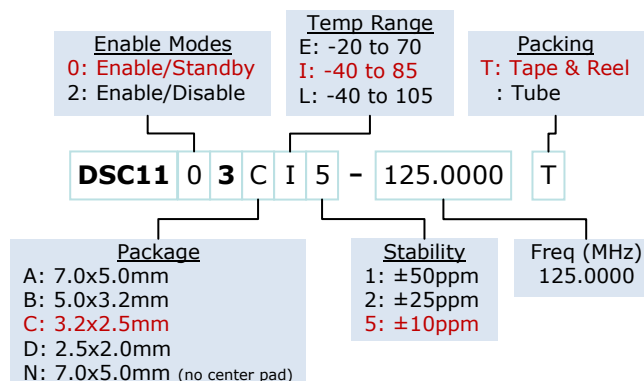 Enable Modes
0: Enable/Standby
2: Enable/Disable
Temp Range
E: -20 to 70
I: -40 to 85
L: -40 to 105
Packing
T: Tape & Reel
: Tube
DSC11 0 3 C I 5 - 125.0000 T
Package
A: 7.0x5.0mm
B: 5.0x3.2mm
C: 3.2x2.5mm
D: 2.5x2.0mm
N: 7.0x5.0mm (no center pad)
Stability
1: ±50ppm
2: ±25ppm
5: ±10ppm
Freq (MHz)
125.0000